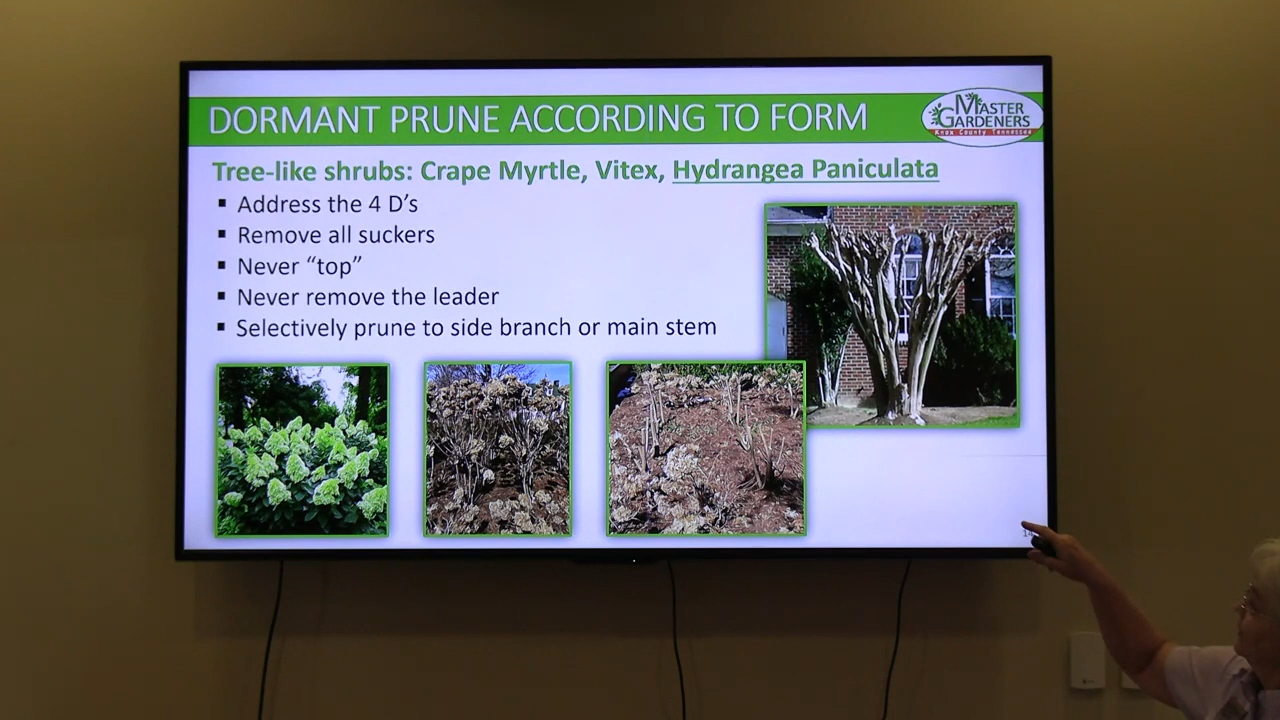 DORMANT PRUNE ACCORDING TO FORM
MASTER
GARDENERS
Knox County Tennessee
Tree-like shrubs: Crape Myrtle, Vitex, Hydrangea Paniculata
▪ Address the 4 D’s
▪ Remove all suckers
▪ Never “top”
▪ Never remove the leader
▪ Selectively prune to side branch or main stem